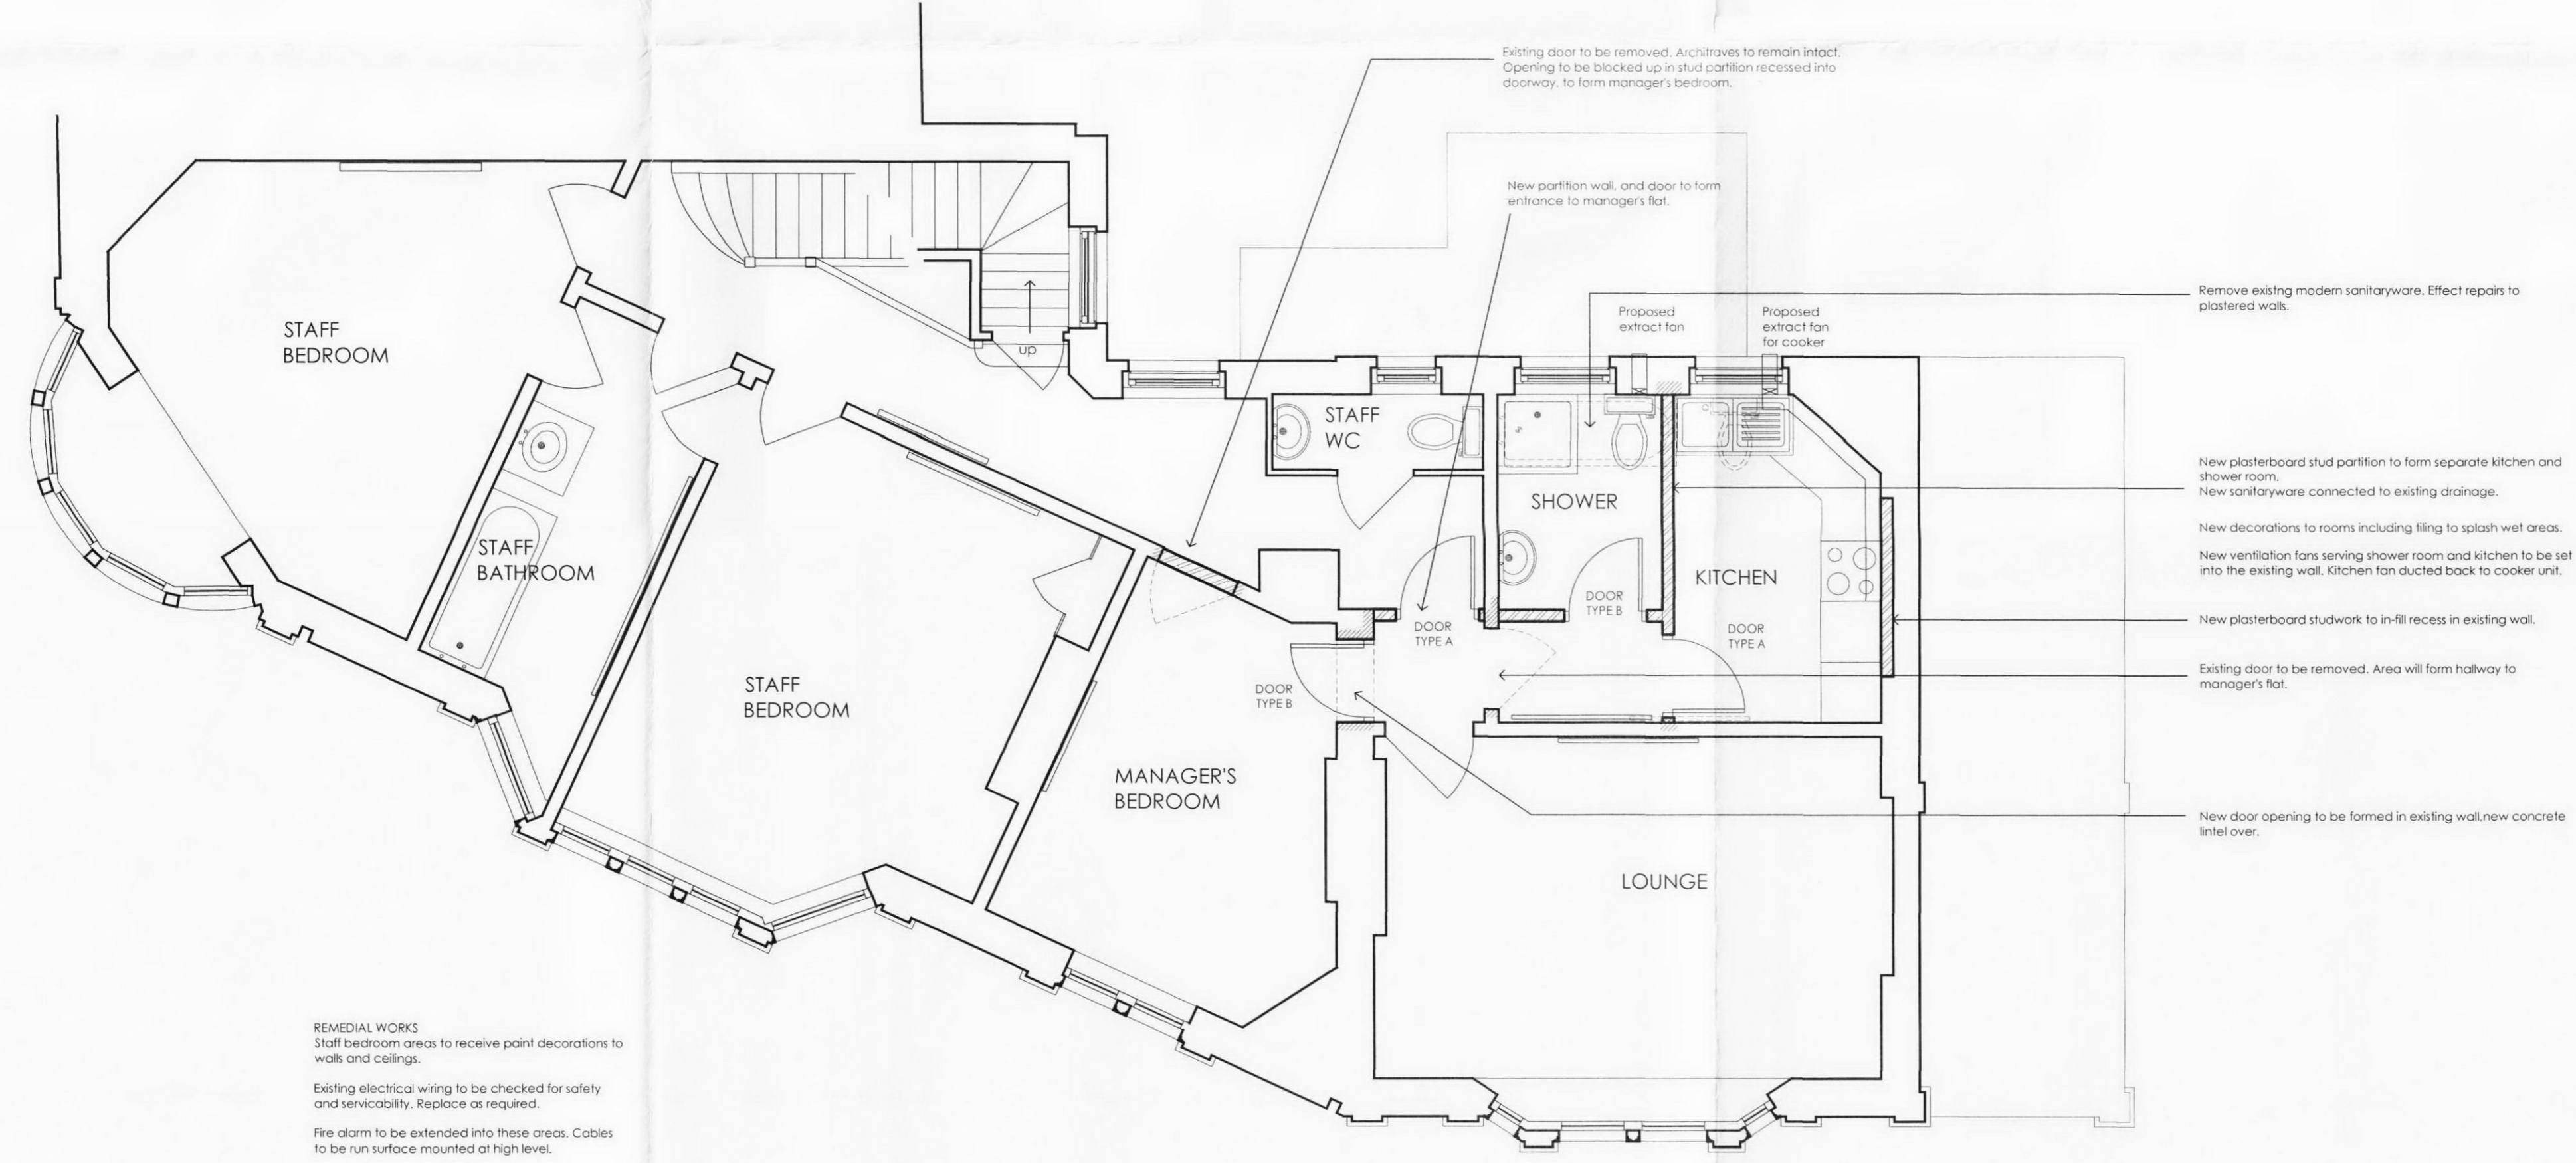 Existing door to be removed. Architraves to remain intact.
Opening to be blocked up in stud partition recessed into
doorway, to form manager's bedroom.
New partition wall, and door to form
entrance to manager's flat.
Remove existng modern sanitaryware. Effect repairs to
plastered walls.
Proposed
extract fan
Proposed
extract fan
for cooker
STAFF
BEDROOM
up
STAFF
WC
SHOWER
New plasterboard stud partition to form separate kitchen and
shower room.
New sanitaryware connected to existing drainage.
New decorations to rooms including tiling to splash wet areas.
New ventilation fans serving shower room and kitchen to be set
into the existing wall. Kitchen fan ducted back to cooker unit.
STAFF
BATHROOM
KITCHEN
DOOR
TYPE B
DOOR
TYPE A
DOOR
TYPE A
New plasterboard studwork to in-fill recess in existing wall.
Existing door to be removed. Area will form hallway to
manager's flat.
STAFF
BEDROOM
DOOR
TYPE B
MANAGER'S
BEDROOM
New door opening to be formed in existing wall,new concrete
lintel over.
LOUNGE
REMEDIAL WORKS
Staff bedroom areas to receive paint decorations to
walls and ceilings.
Existing electrical wiring to be checked for safety
and servicability. Replace as required.
Fire alarm to be extended into these areas. Cables
to be run surface mounted at high level.